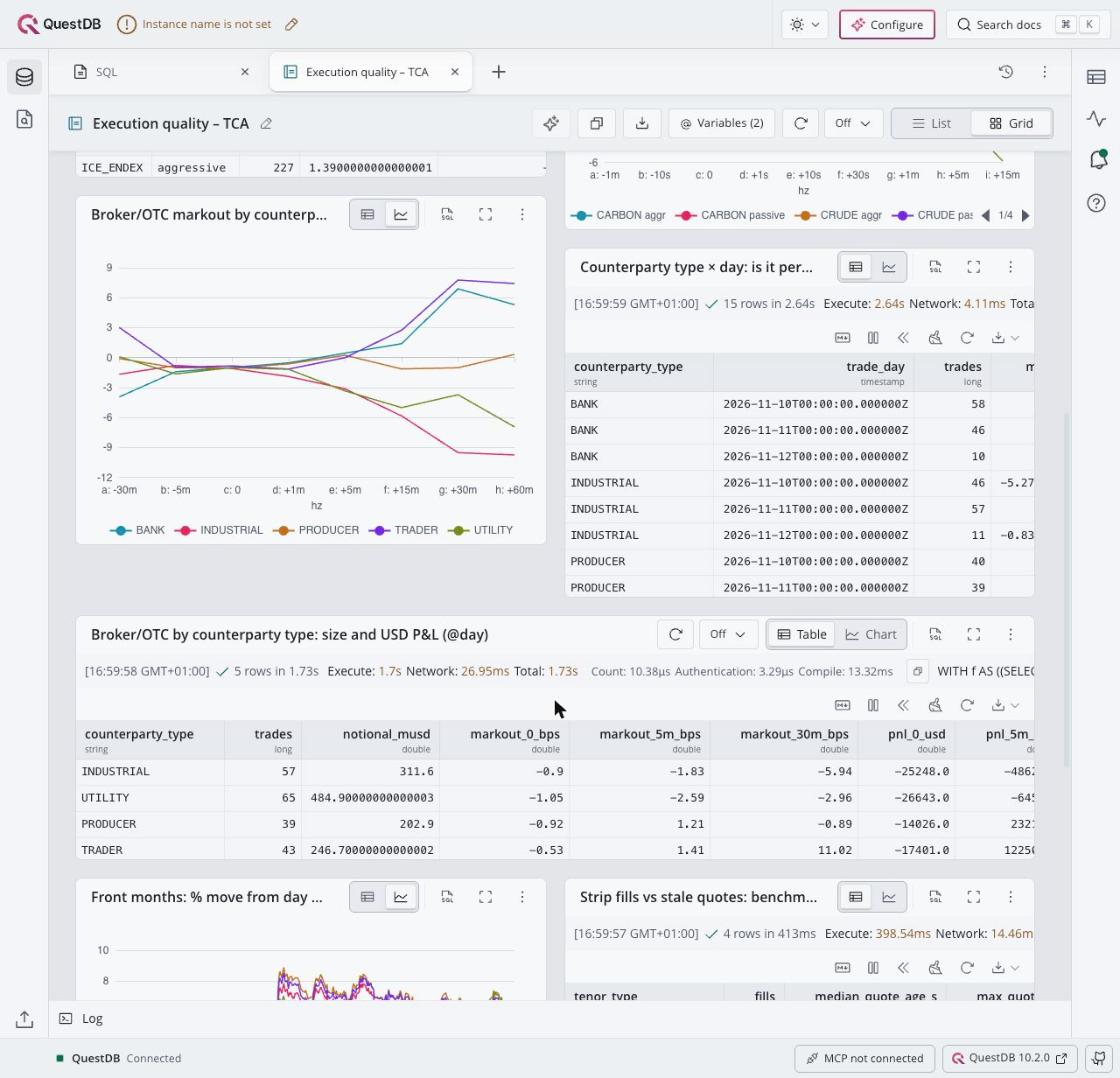 QuestDB
Instance name is not set
Configure
Search docs
⌘ K
SQL
Execution quality – TCA
Execution quality – TCA
@ Variables (2)
Off
List
Grid
ICE_ENDEX aggressive 227 1.3900000000000001
-6
a: -1m b: -10s c: 0 d: +1s e: +10s f: +30s g: +1m h: +5m i: +15m
hz
CARBON aggr CARBON passive CRUDE aggr CRUDE pas 1/4
Broker/OTC markout by counterp...
9
6
3
0
-3
-6
-9
-12
a: -30m b: -5m c: 0 d: +1m e: +5m f: +15m g: +30m h: +60m
hz
BANK INDUSTRIAL PRODUCER TRADER UTILITY
Counterparty type × day: is it per...
[16:59:59 GMT+01:00] 15 rows in 2.64s Execute: 2.64s Network: 4.11ms Tota
counterparty_type trade_day trades m
string timestamp long
BANK 2026-11-10T00:00:00.000000Z 58
BANK 2026-11-11T00:00:00.000000Z 46
BANK 2026-11-12T00:00:00.000000Z 10
INDUSTRIAL 2026-11-10T00:00:00.000000Z 46 −5.27
INDUSTRIAL 2026-11-11T00:00:00.000000Z 57
INDUSTRIAL 2026-11-12T00:00:00.000000Z 11 −0.83
PRODUCER 2026-11-10T00:00:00.000000Z 40
PRODUCER 2026-11-11T00:00:00.000000Z 39
Broker/OTC by counterparty type: size and USD P&L (@day)
Off
Table
Chart
[16:59:58 GMT+01:00] 5 rows in 1.73s Execute: 1.7s Network: 26.95ms Total: 1.73s Count: 10.38µs Authentication: 3.29µs Compile: 13.32ms WITH f AS ((SELEC
counterparty_type trades notional_musd markout_0_bps markout_5m_bps markout_30m_bps pnl_0_usd pnl_5m_
string long double double double double double
INDUSTRIAL 57 311.6 −0.9 −1.83 −5.94 −25248.0 −4862
UTILITY 65 484.90000000000003 −1.05 −2.59 −2.96 −26643.0 −645
PRODUCER 39 202.9 −0.92 1.21 −0.89 −14026.0 2321
TRADER 43 246.70000000000002 −0.53 1.41 11.02 −17401.0 12250
Front months: % move from day ...
10
8
Strip fills vs stale quotes: benchm...
[16:59:57 GMT+01:00] 4 rows in 413ms Execute: 398.54ms Network: 14.46m
tenor_type fills median_quote_age_s max_quot
Log
QuestDB Connected
MCP not connected
QuestDB 10.2.0